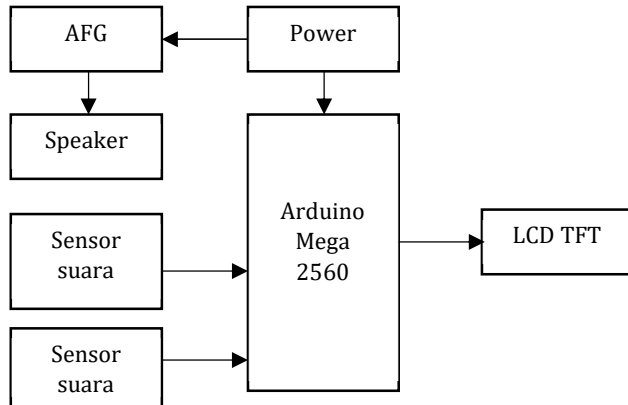 AFG
Power
Speaker
Arduino
Mega
2560
LCD TFT
Sensor
suara
Sensor
suara